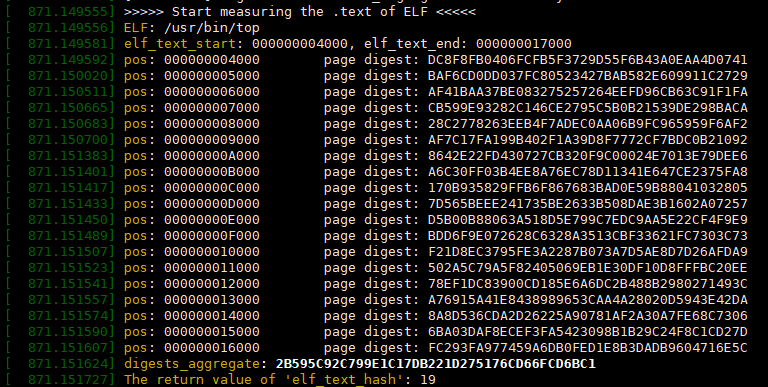 [  871.149555] >>>>> Start measuring the .text of ELF <<<<<
[  871.149556] ELF: /usr/bin/top
[  871.149581] elf_text_start: 000000004000, elf_text_end: 000000017000
[  871.149592] pos: 000000004000 page digest: DC8F8FB0406FCFB5F3729D55F6B43A0EAA4D0741
[  871.150020] pos: 000000005000 page digest: BAF6CD0DD037FC80523427BAB582E609911C2729
[  871.150511] pos: 000000006000 page digest: AF41BAA37BE083275257264EEFD96CB63C91F1FA
[  871.150665] pos: 000000007000 page digest: CB599E93282C146CE2795C5B0B21539DE298BACA
[  871.150683] pos: 000000008000 page digest: 28C2778263EEB4F7ADEC0AA06B9FC965959F6AF2
[  871.150700] pos: 000000009000 page digest: AF7C17FA199B402F1A39D8F7772CF7BDC0B21092
[  871.151383] pos: 00000000A000 page digest: 8642E22FD430727CB320F9C00024E7013E79DEE6
[  871.151401] pos: 00000000B000 page digest: A6C30FF03B4EE8A76EC78D11341E647CE2375FA8
[  871.151417] pos: 00000000C000 page digest: 170B935829FFB6F867683BAD0E59B88041032805
[  871.151433] pos: 00000000D000 page digest: 7D565BEEE241735BE2633B508DAE3B1602A07257
[  871.151450] pos: 00000000E000 page digest: D5B00B88063A518D5E799C7EDC9AA5E22CF4F9E9
[  871.151489] pos: 00000000F000 page digest: BDD6F9E072628C6328A3513CBF33621FC7303C73
[  871.151507] pos: 000000010000 page digest: F21D8EC3795FE3A2287B073A7D5AE8D7D26AFDA9
[  871.151523] pos: 000000011000 page digest: 502A5C79A5F82405069EB1E30DF10D8FFFBC20EE
[  871.151541] pos: 000000012000 page digest: 78EF1DC83900CD185E6A6DC2B488B2980271493C
[  871.151557] pos: 000000013000 page digest: A76915A41E8438989653CAA4A28020D5943E42DA
[  871.151574] pos: 000000014000 page digest: 8A8D536CDA2D26225A90781AF2A30A7FE68C7306
[  871.151590] pos: 000000015000 page digest: 6BA03DAF8ECEF3FA5423098B1B29C24F8C1CD27D
[  871.151607] pos: 000000016000 page digest: FC293FA977459A6DB0FED1E8B3DADB9604716E5C
[  871.151624] digests_aggregate: 2B595C92C799E1C17DB221D275176CD66FCD6BC1
[  871.151727] The return value of 'elf_text_hash': 19